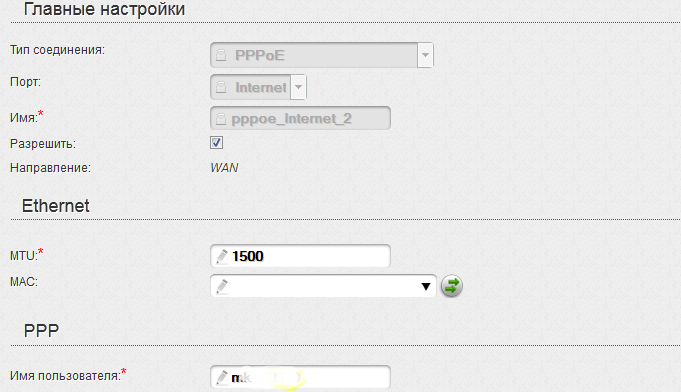 Главные настройки
Тип соединения: PPPoE
Порт: Internet
Имя:* pppoe_Internet_2
Разрешить:
Направление: WAN
Ethernet
MTU:* 1500
MAC:
PPP
Имя пользователя:* mk